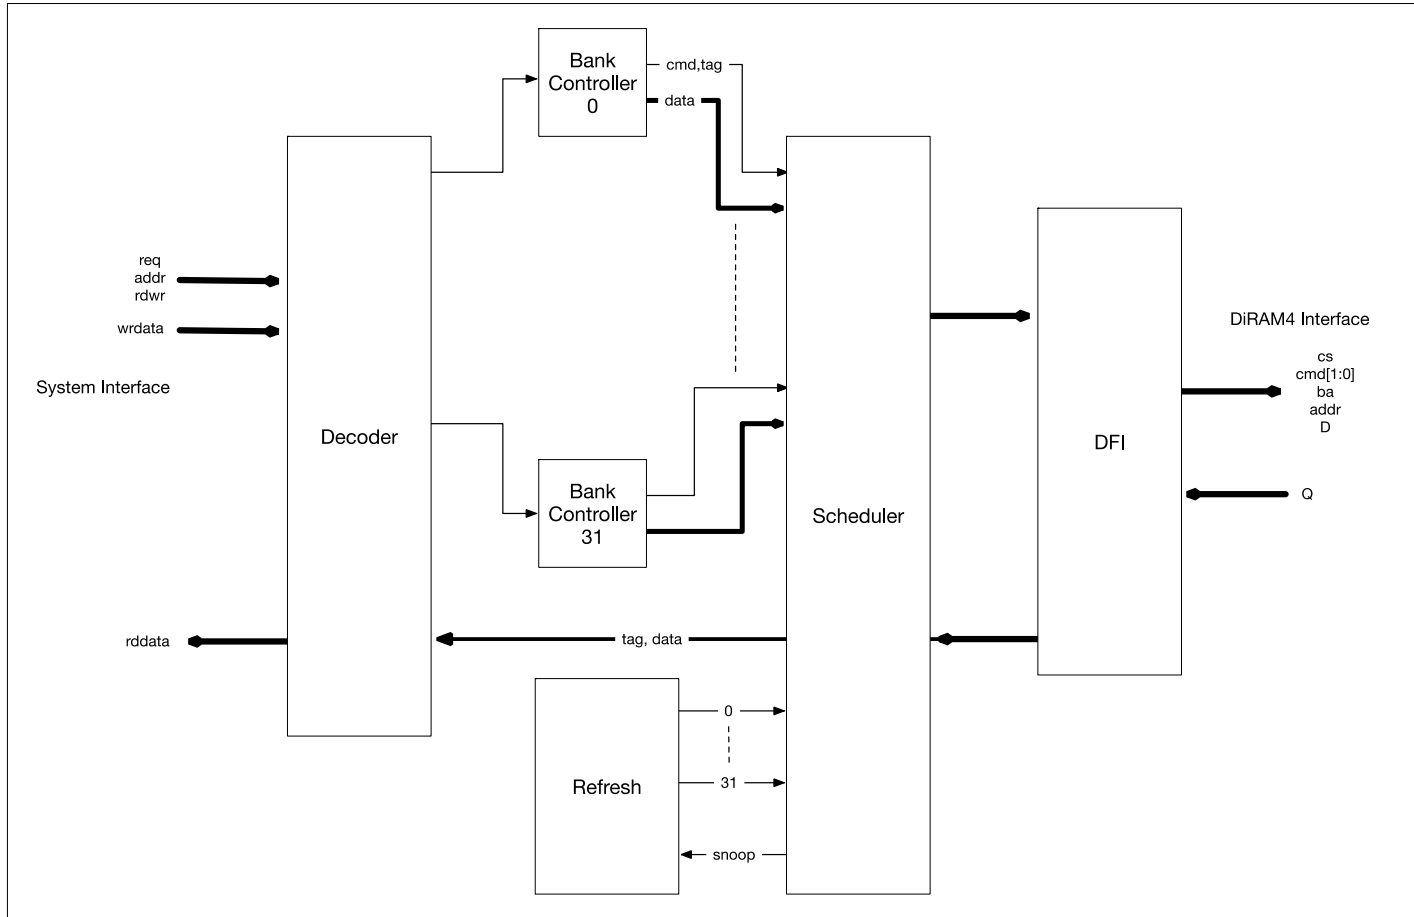 Bank
Controller
0
cmd,tag
data
req
addr
rdwr
wrdata
System Interface
Decoder
Bank
Controller
31
Scheduler
DFI
DiRAM4 Interface
cs
cmd[1:0]
ba
addr
D
Q
rddata
tag, data
Refresh
0
31
snoop